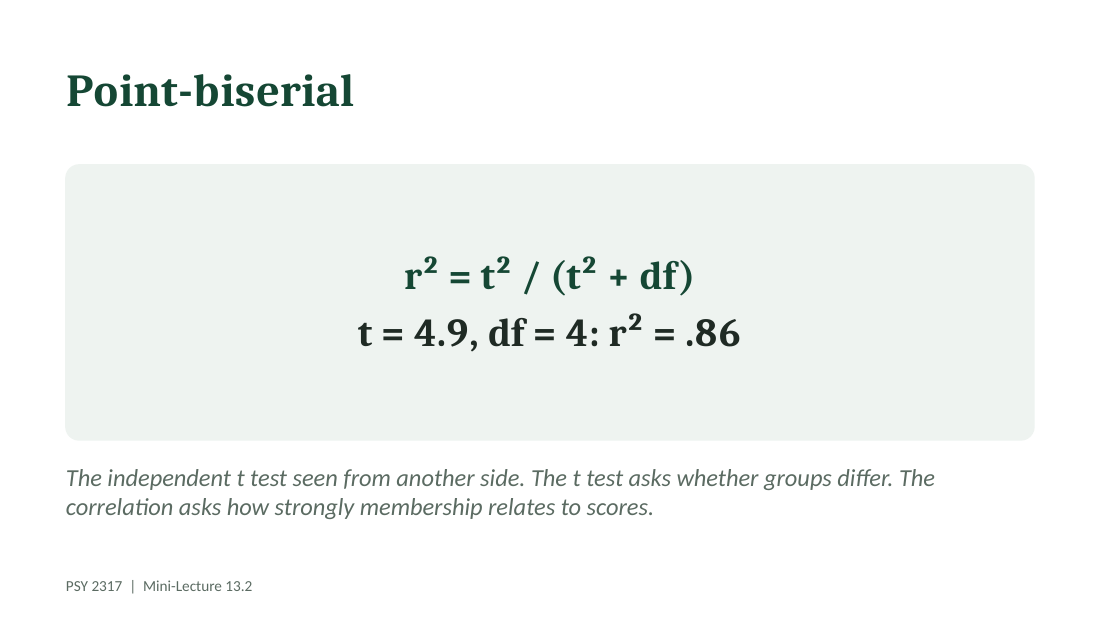 Point-biserial
r² = t² / (t² + df)
t = 4.9, df = 4: r² = .86
The independent t test seen from another side. The t test asks whether groups differ. The
correlation asks how strongly membership relates to scores.
PSY 2317 | Mini-Lecture 13.2